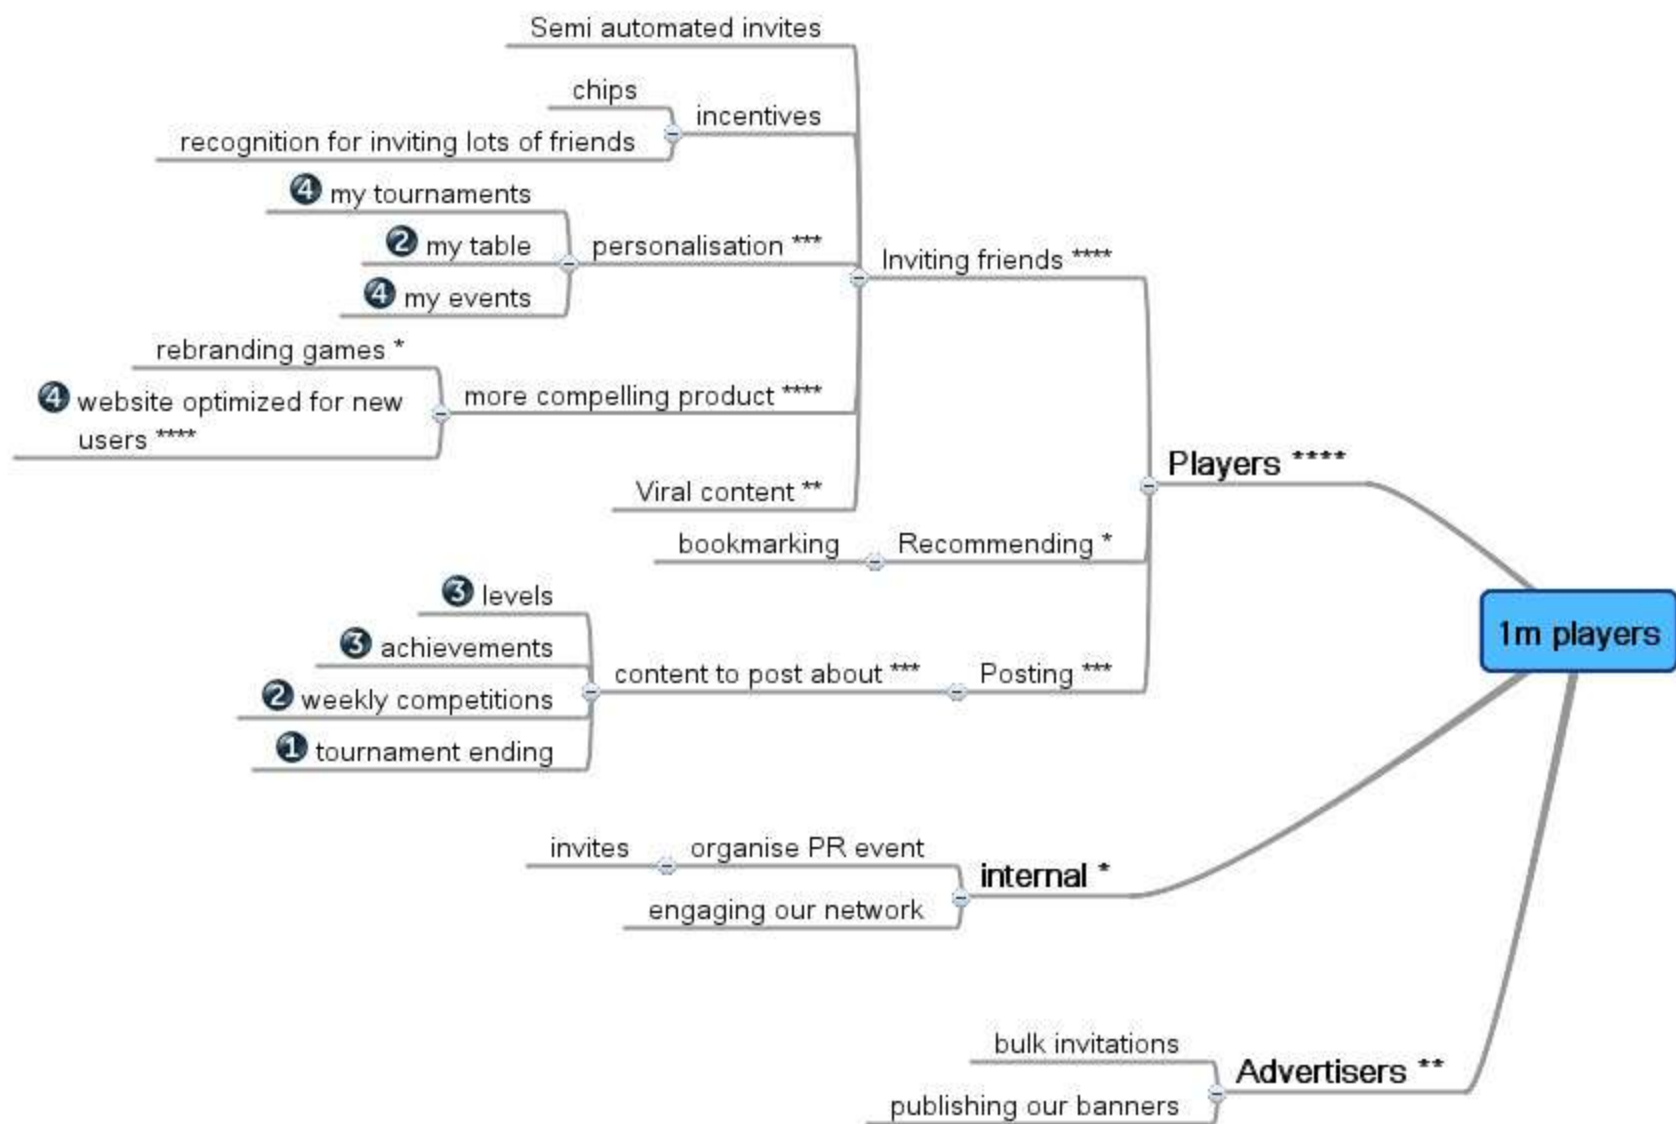 Semi automated invites
chips
incentives
recognition for inviting lots of friends
4 my tournaments
2 my table
personalisation ***
4 my events
Inviting friends ****
rebranding games *
4 website optimized for new
users ****
more compelling product ****
Viral content **
Players ****
bookmarking
Recommending *
3 levels
3 achievements
content to post about ***
Posting ***
2 weekly competitions
1 tournament ending
1m players
invites
organise PR event
internal *
engaging our network
bulk invitations
Advertisers **
publishing our banners